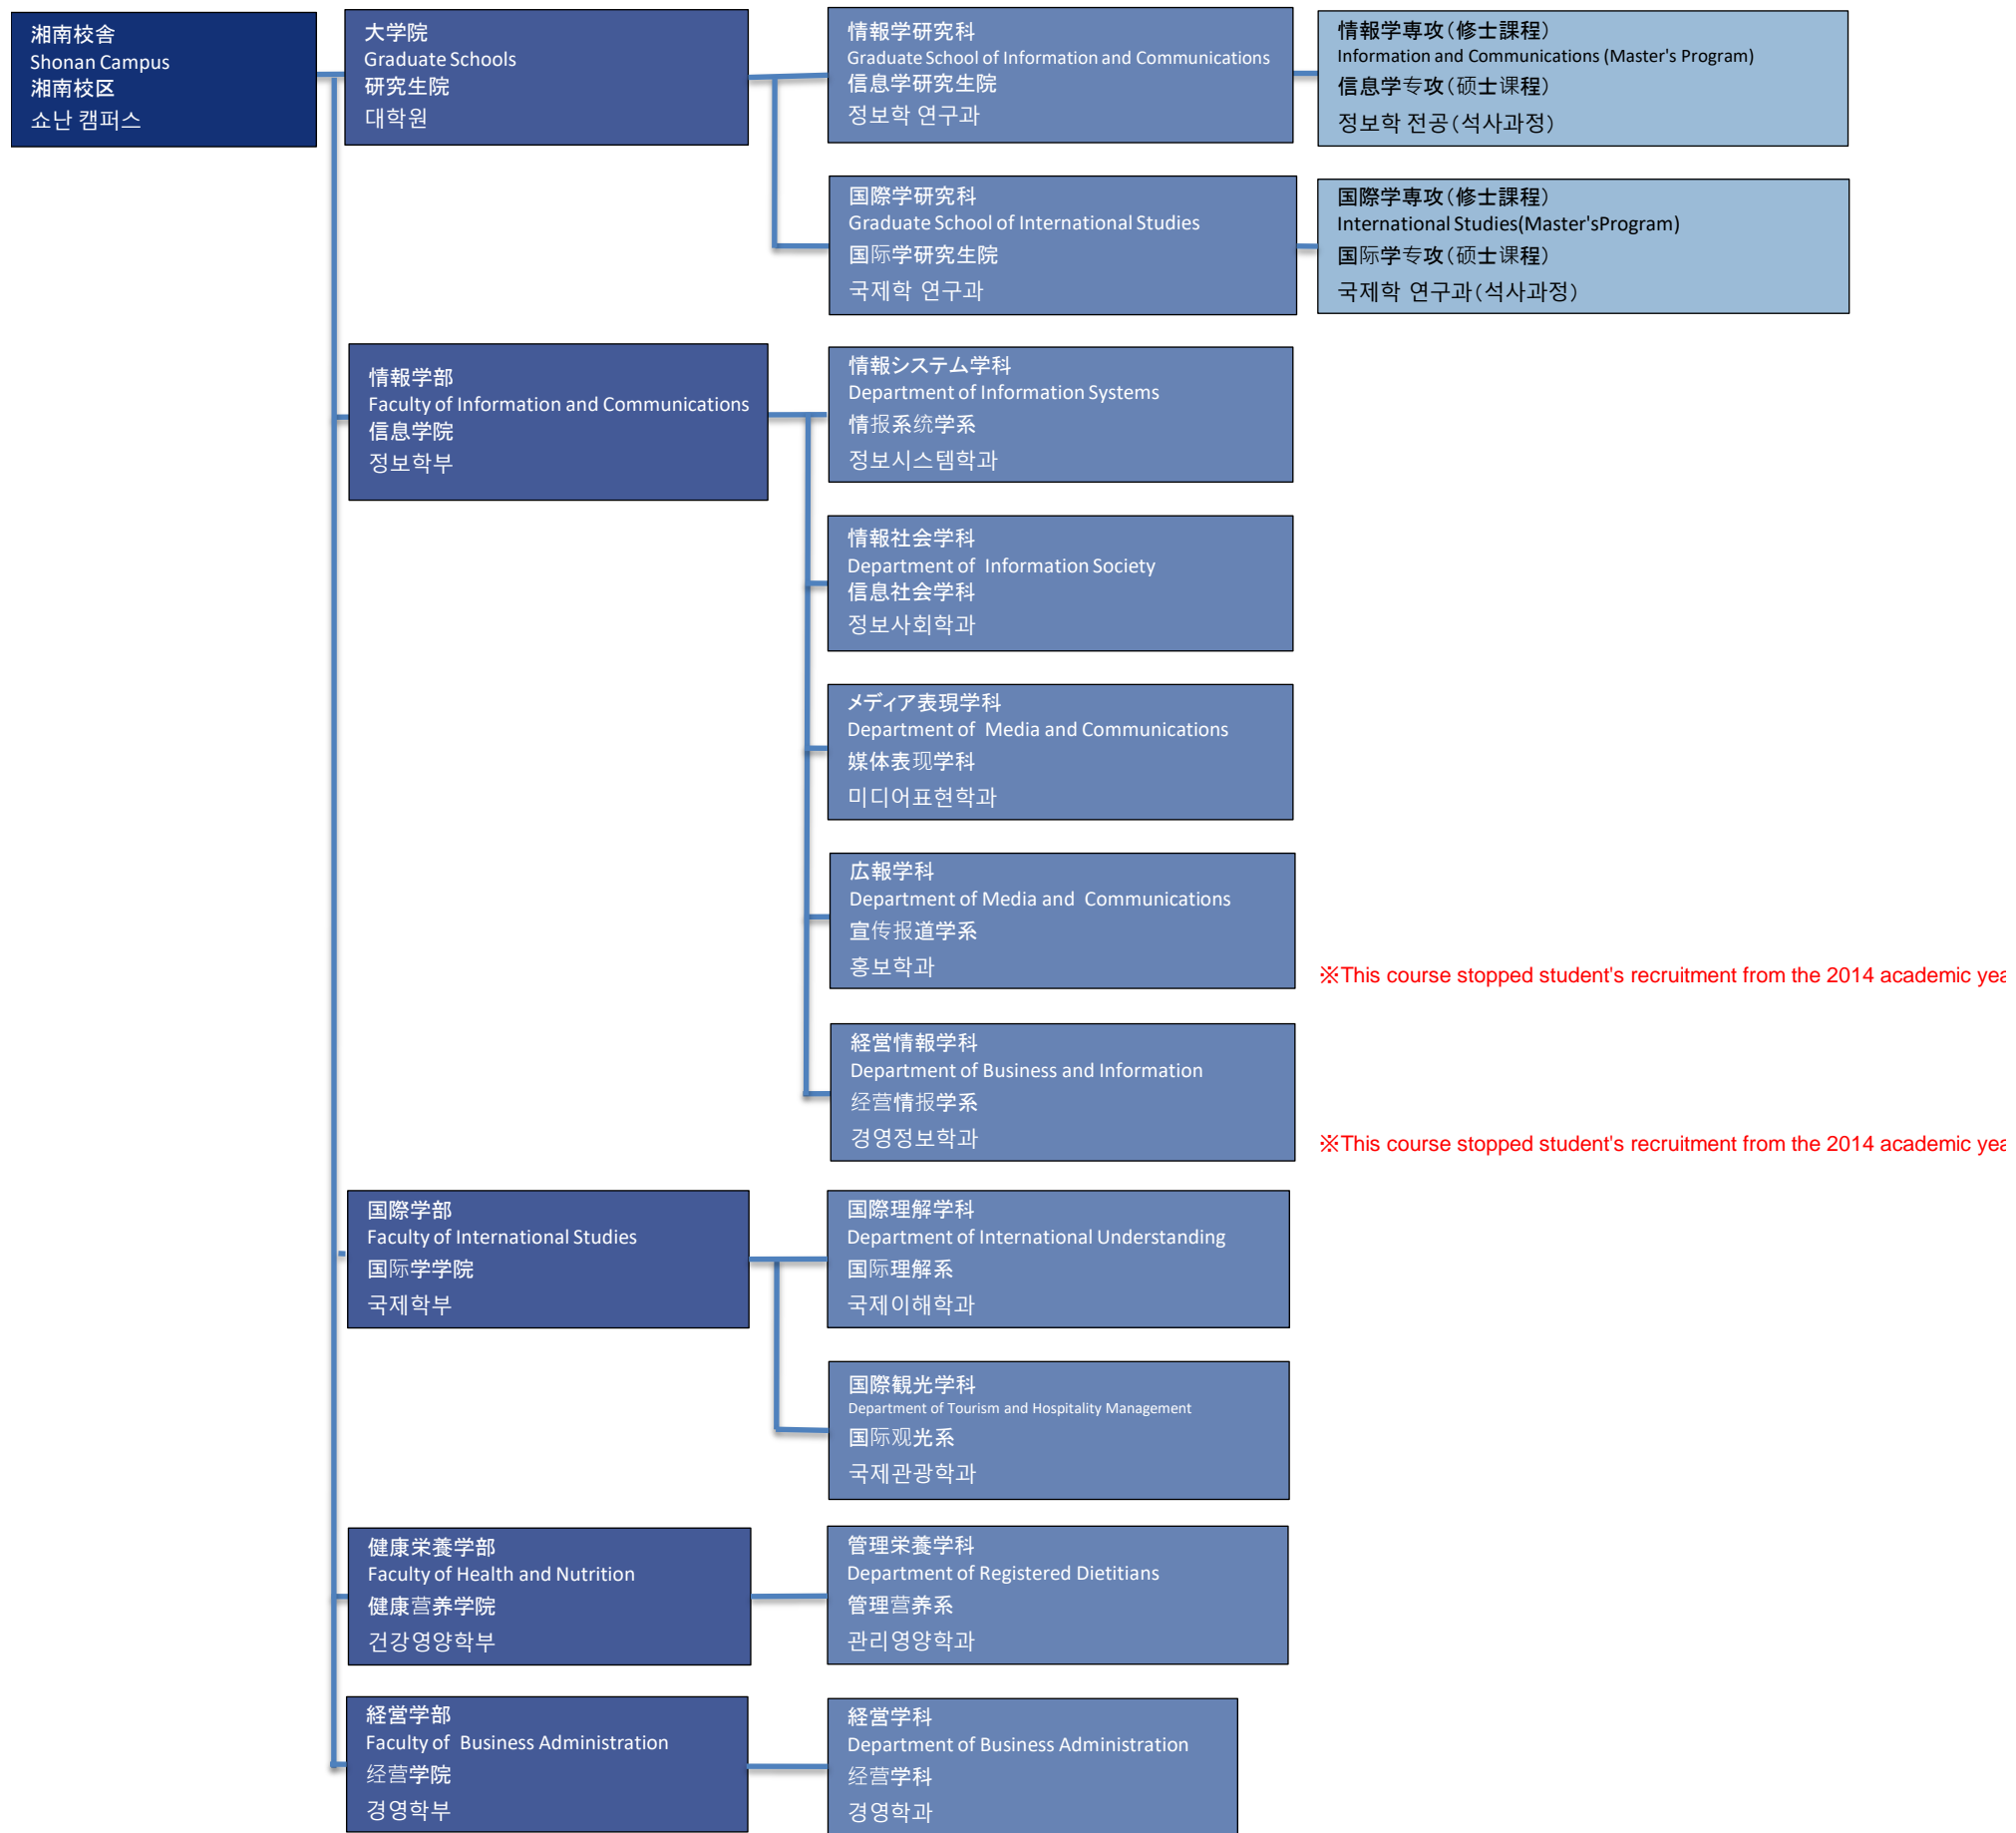 湘南校舎
Shonan Campus
湘南校区
쇼난 캠퍼스
大学院
Graduate Schools
研究生院
대학원
情報学研究科
Graduate School of Information and Communications
信息学研究生院
정보학 연구과
情報学専攻(修士課程)
Information and Communications (Master's Program)
信息学专攻(硕士课程)
정보학 전공(석사과정)
国際学研究科
Graduate School of International Studies
国际学研究生院
국제학 연구과
国際学専攻(修士課程)
International Studies(Master'sProgram)
国际学专攻(硕士课程)
국제학 연구과(석사과정)
情報学部
Faculty of Information and Communications
信息学院
정보학부
情報システム学科
Department of Information Systems
情报系统学系
정보시스템학과
情報社会学科
Department of Information Society
信息社会学科
정보사회학과
メディア表現学科
Department of Media and Communications
媒体表现学科
미디어표현학과
広報学科
Department of Media and Communications
宣传报道学系
홍보학과
※This course stopped student's recruitment from the 2014 academic yea
経営情報学科
Department of Business and Information
经营情报学系
경영정보학과
※This course stopped student's recruitment from the 2014 academic yea
国際学部
Faculty of International Studies
国际学学院
국제학부
国際理解学科
Department of International Understanding
国际理解系
국제이해학과
国際観光学科
Department of Tourism and Hospitality Management
国际观光系
국제관광학과
健康栄養学部
Faculty of Health and Nutrition
健康营养学院
건강영양학부
管理栄養学科
Department of Registered Dietitians
管理营养系
관리영양학과
経営学部
Faculty of Business Administration
经营学院
경영학부
経営学科
Department of Business Administration
经营学科
경영학과